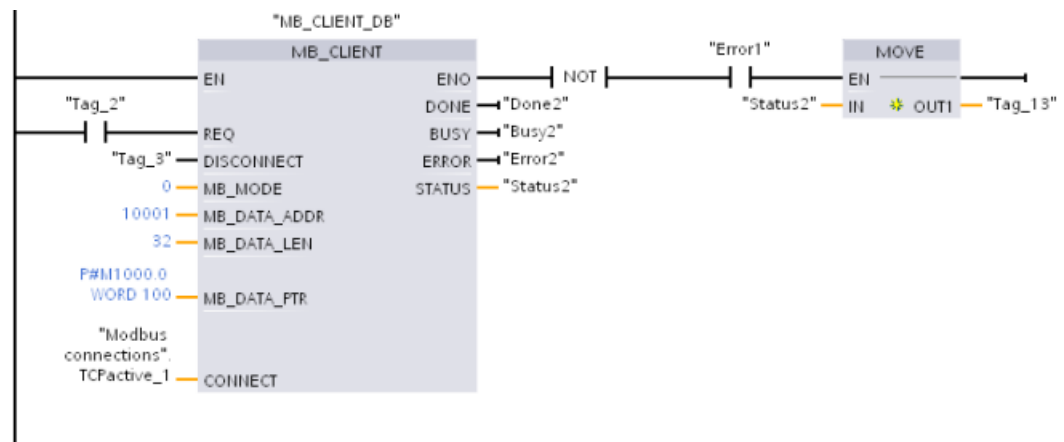 "MB_CLIENT_DB"
MB_CLIENT
"Error1"
MOVE
EN
ENO
NOT
EN
"Tag_2"
DONE
"Done2"
"Status2"
IN
OUT1
"Tag_13"
REQ
BUSY
"Busy2"
"Tag_3"
DISCONNECT
ERROR
"Error2"
0
MB_MODE
STATUS
"Status2"
10001
MB_DATA_ADDR
32
MB_DATA_LEN
P#M1000.0
WORD 100
MB_DATA_PTR
"Modbus
connections".
TCPactive_1
CONNECT